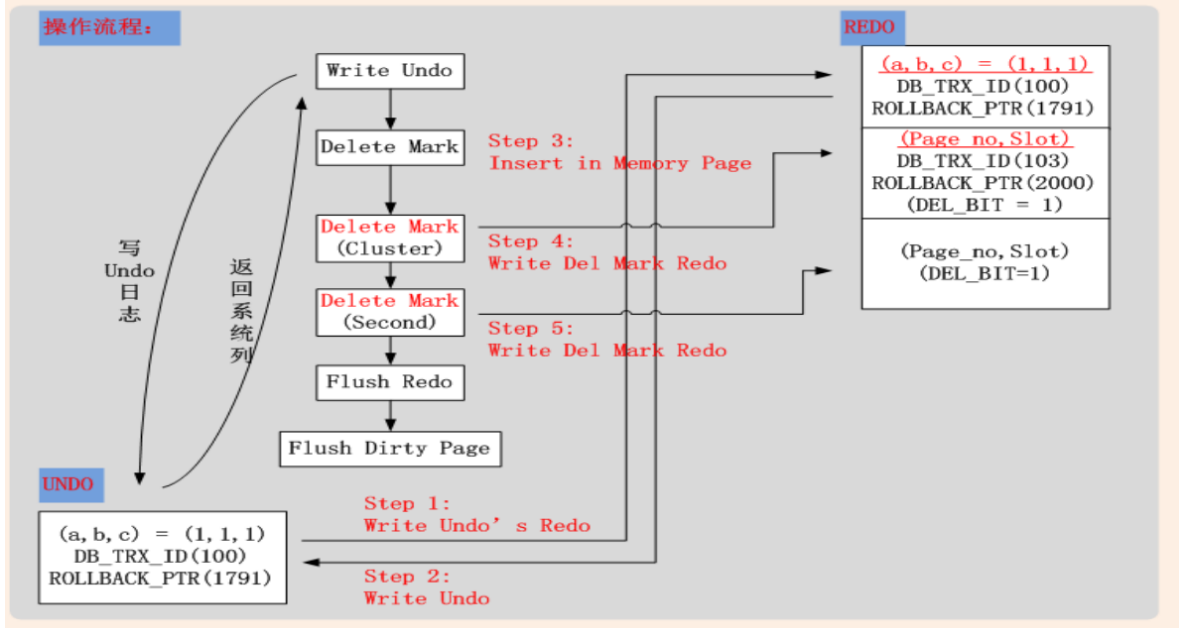 操作流程：
REDO
Write Undo
(a,b,c) = (1,1,1)
DB_TRX_ID(100)
ROLLBACK_PTR(1791)
Delete Mark
Step 3:
Insert in Memory Page
(Page_no,Slot)
DB_TRX_ID(103)
ROLLBACK_PTR(2000)
(DEL_BIT = 1)
Delete Mark
(Cluster)
Step 4:
Write Del Mark Redo
(Page_no,Slot)
(DEL_BIT=1)
写
Undo
日
志
返
回
系
统
列
Delete Mark
(Second)
Step 5:
Write Del Mark Redo
Flush Redo
Flush Dirty Page
UNDO
(a,b,c) = (1,1,1)
DB_TRX_ID(100)
ROLLBACK_PTR(1791)
Step 1:
Write Undo’s Redo
Step 2:
Write Undo